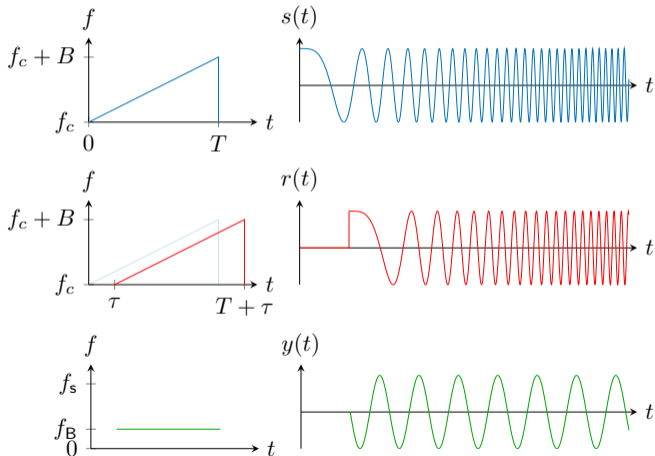 f
s(t)
f_c + B
f_c
0
T
t
t
f
r(t)
f_c + B
f_c
τ
T + τ
t
t
f
y(t)
f_s
f_B
0
t
t